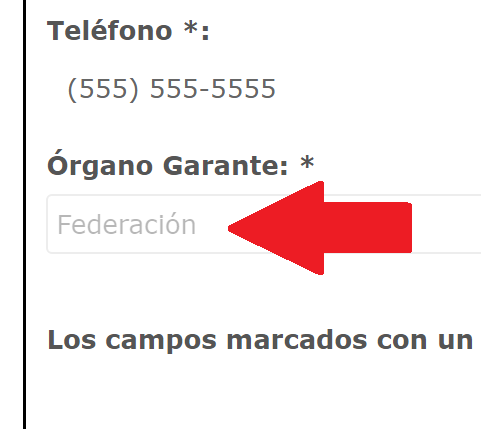 Teléfono *:
(555) 555-5555
Órgano Garante: *
Federación
Los campos marcados con un